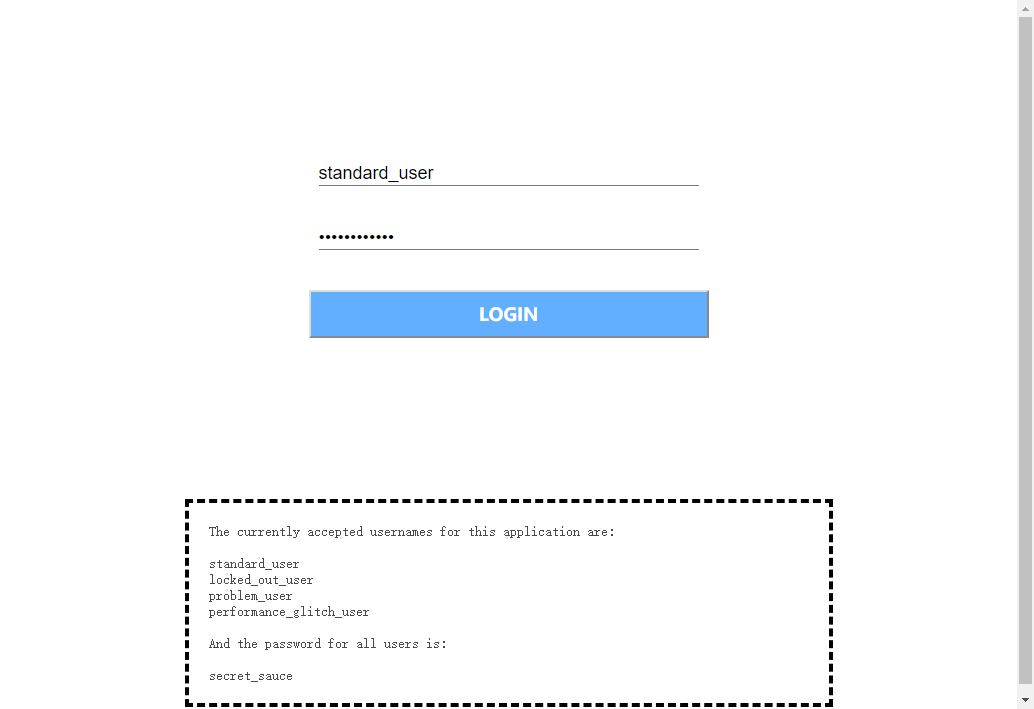 standard_user
••••••••••••
LOGIN
The currently accepted usernames for this application are:
standard_user
locked_out_user
problem_user
performance_glitch_user
And the password for all users is:
secret_sauce